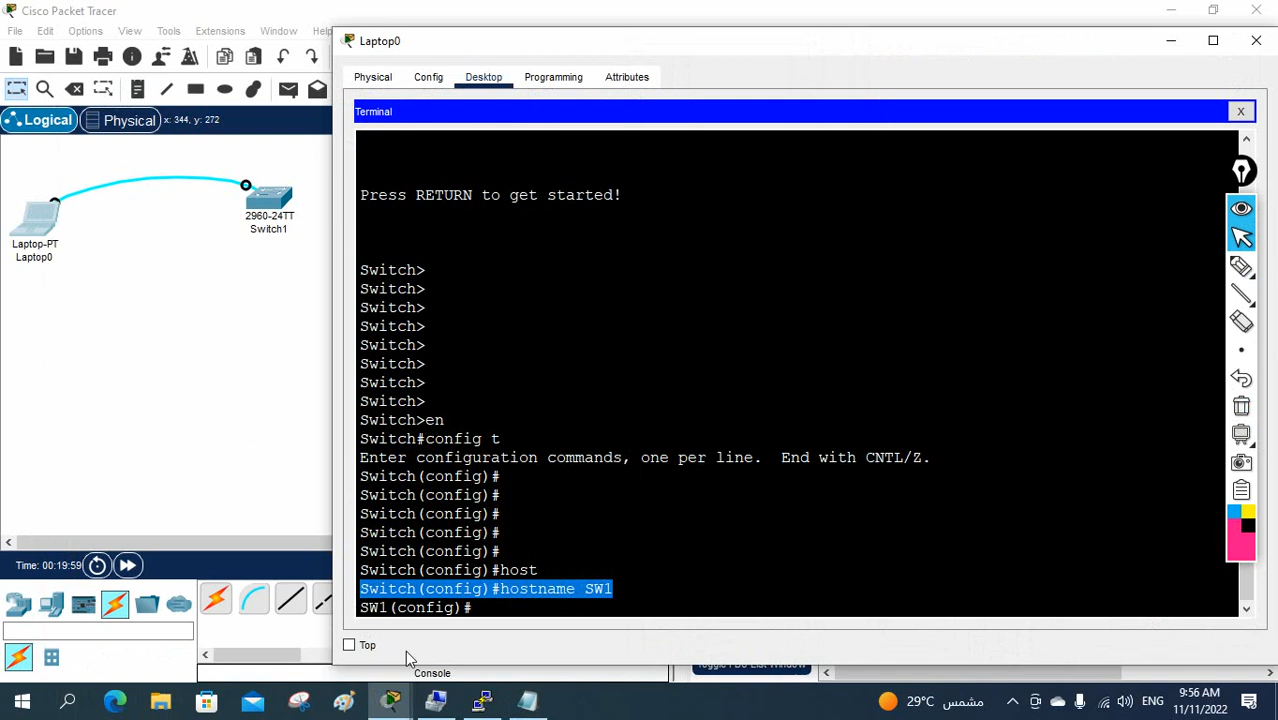 Cisco Packet Tracer
File Edit Options View Tools Extensions Window Help
Logical Physical x: 344, y: 272
Laptop-PT
Laptop0
2960-24TT
Switch1
Time: 00:19:59
Laptop0
Physical Config Desktop Programming Attributes
Terminal X
Press RETURN to get started!
Switch>
Switch>
Switch>
Switch>
Switch>
Switch>
Switch>
Switch>
Switch>en
Switch#config t
Enter configuration commands, one per line.  End with CNTL/Z.
Switch(config)#
Switch(config)#
Switch(config)#
Switch(config)#
Switch(config)#
Switch(config)#host
Switch(config)#hostname SW1
SW1(config)#
Top
Console
29°C مشمس
ENG
9:56 AM
11/11/2022